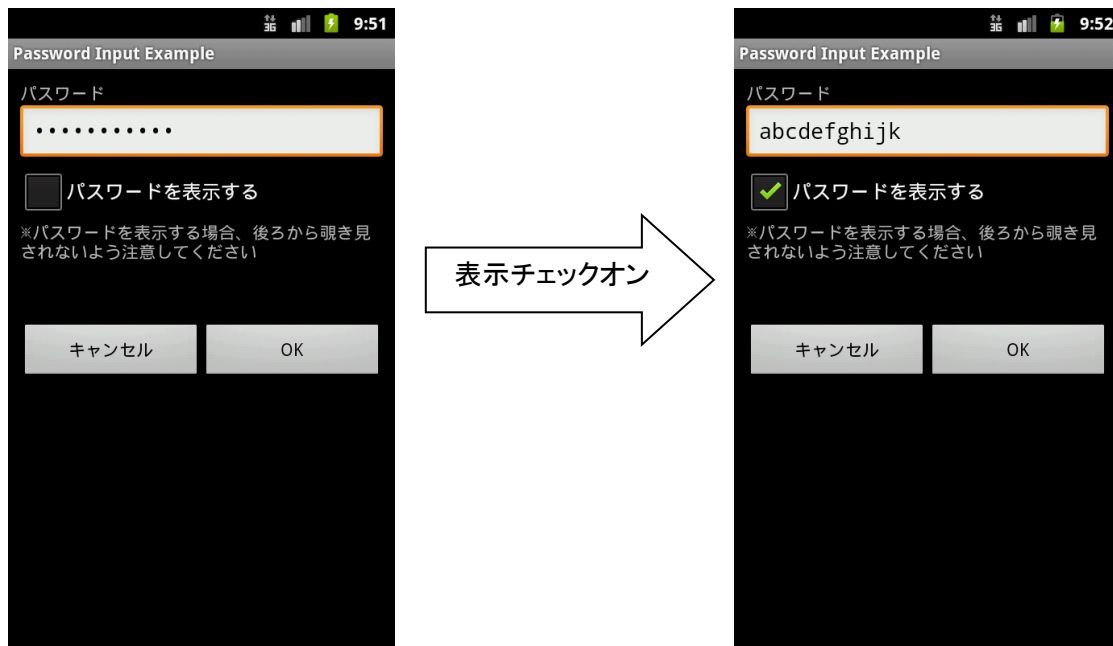 3G 9:51
Password Input Example
パスワード
•••••••••••
パスワードを表示する
※パスワードを表示する場合、後ろから覗き見
されないよう注意してください
キャンセル OK
表示チェックオン
3G 9:52
Password Input Example
パスワード
abcdefghijk
パスワードを表示する
※パスワードを表示する場合、後ろから覗き見
されないよう注意してください
キャンセル OK